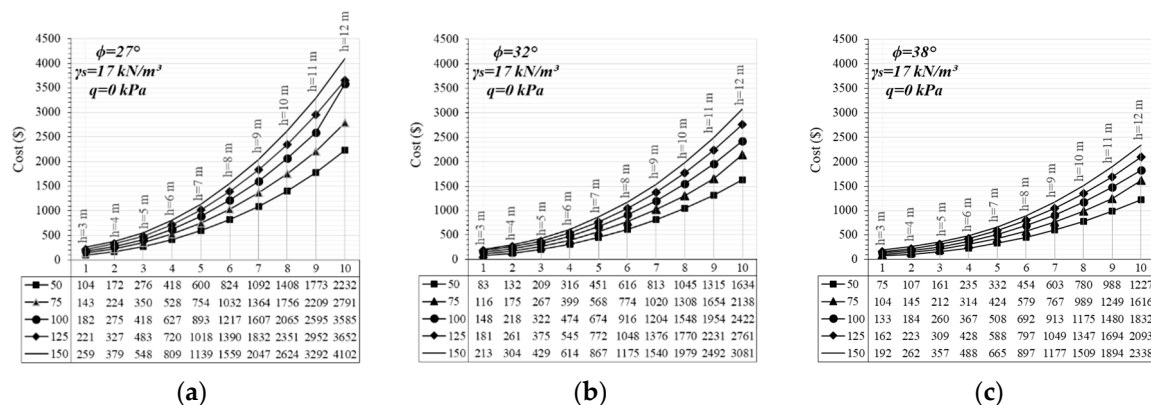 ϕ=27°
γs=17 kN/m³
q=0 kPa
Cost ($)
4500
4000
3500
3000
2500
2000
1500
1000
500
0
h=3 m
h=4 m
h=5 m
h=6 m
h=7 m
h=8 m
h=9 m
h=10 m
h=11 m
h=12 m
1 2 3 4 5 6 7 8 9 10
50 104 172 276 418 600 824 1092 1408 1773 2232
75 143 224 350 528 754 1032 1364 1756 2209 2791
100 182 275 418 627 893 1217 1607 2065 2595 3585
125 221 327 483 720 1018 1309 1830 2351 2952 3652
150 259 379 548 809 1139 1559 2047 2624 3292 4102
(a)
ϕ=32°
γs=17 kN/m³
q=0 kPa
Cost ($)
4500
4000
3500
3000
2500
2000
1500
1000
500
0
h=3 m
h=4 m
h=5 m
h=6 m
h=7 m
h=8 m
h=9 m
h=10 m
h=11 m
h=12 m
1 2 3 4 5 6 7 8 9 10
50 83 132 209 316 451 616 813 1045 1315 1634
75 116 175 267 399 568 774 1020 1308 1654 2138
100 148 218 322 474 674 916 1204 1548 1954 2422
125 181 261 375 545 772 1048 1376 1770 2231 2761
150 213 304 429 614 867 1175 1540 1979 2492 3081
(b)
ϕ=38°
γs=17 kN/m³
q=0 kPa
Cost ($)
4500
4000
3500
3000
2500
2000
1500
1000
500
0
h=3 m
h=4 m
h=5 m
h=6 m
h=7 m
h=8 m
h=9 m
h=10 m
h=11 m
h=12 m
1 2 3 4 5 6 7 8 9 10
50 75 107 161 235 332 454 603 780 988 1227
75 104 145 212 314 424 579 767 989 1249 1616
100 133 184 260 367 508 692 913 1175 1480 1832
125 162 223 309 428 588 797 1049 1347 1694 2093
150 192 262 357 488 665 897 1177 1509 1894 2338
(c)